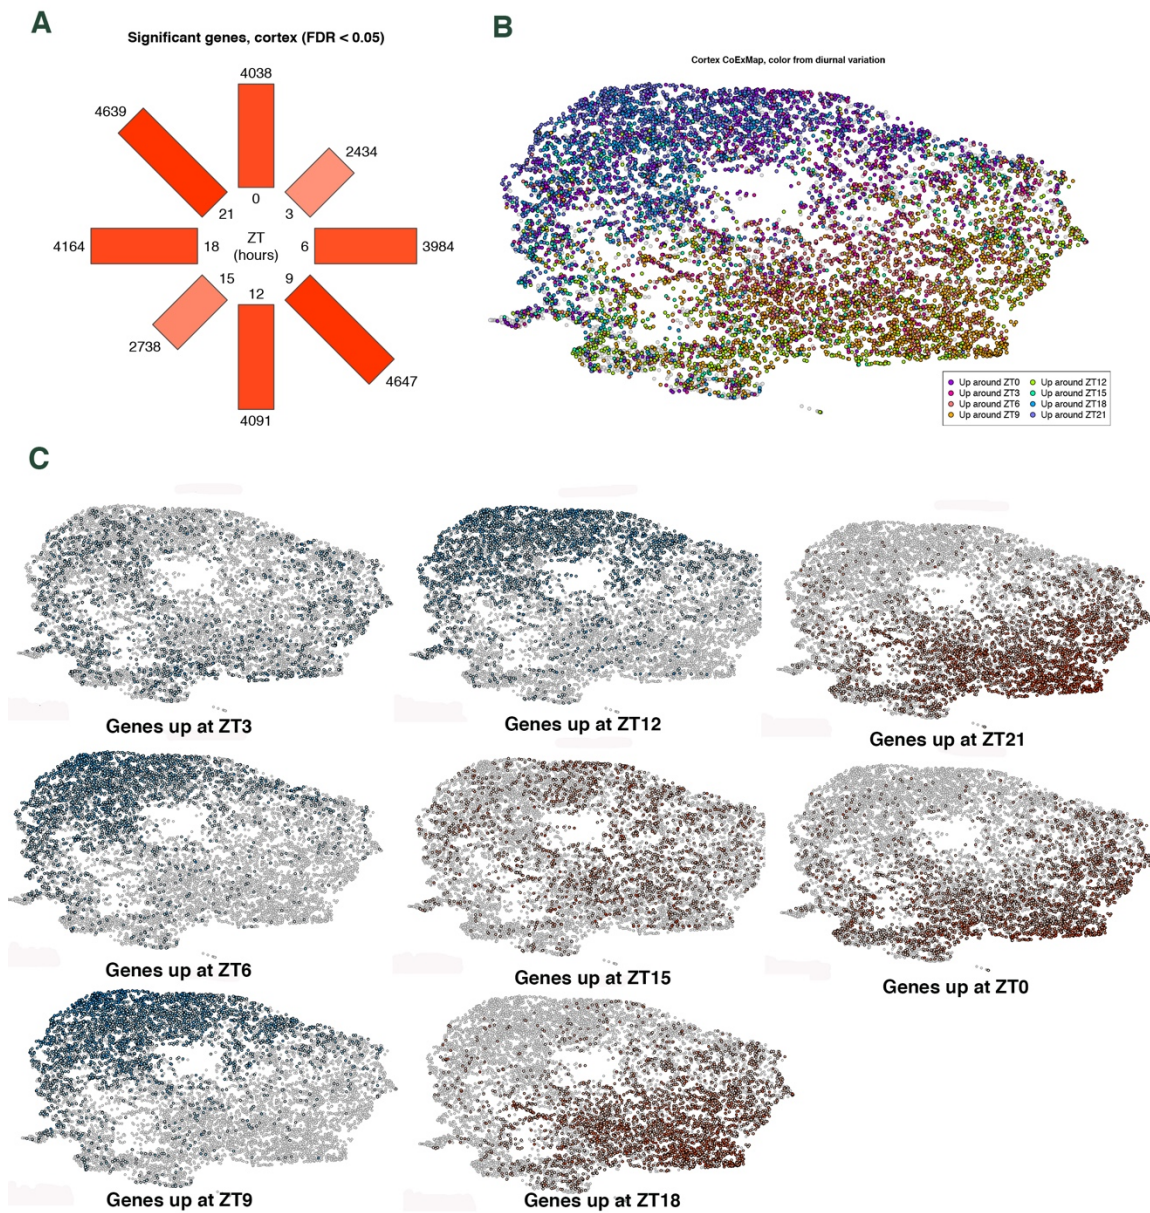 A
Significant genes, cortex (FDR < 0.05)
4038
4639
2434
0
21
3
4164
18
ZT
(hours)
6
3984
15
12
9
2738
4647
4091
B
Cortex CoExMap, color from diurnal variation
Up around ZT0
Up around ZT12
Up around ZT3
Up around ZT15
Up around ZT6
Up around ZT18
Up around ZT9
Up around ZT21
C
Genes up at ZT3
Genes up at ZT12
Genes up at ZT21
Genes up at ZT6
Genes up at ZT15
Genes up at ZT0
Genes up at ZT9
Genes up at ZT18